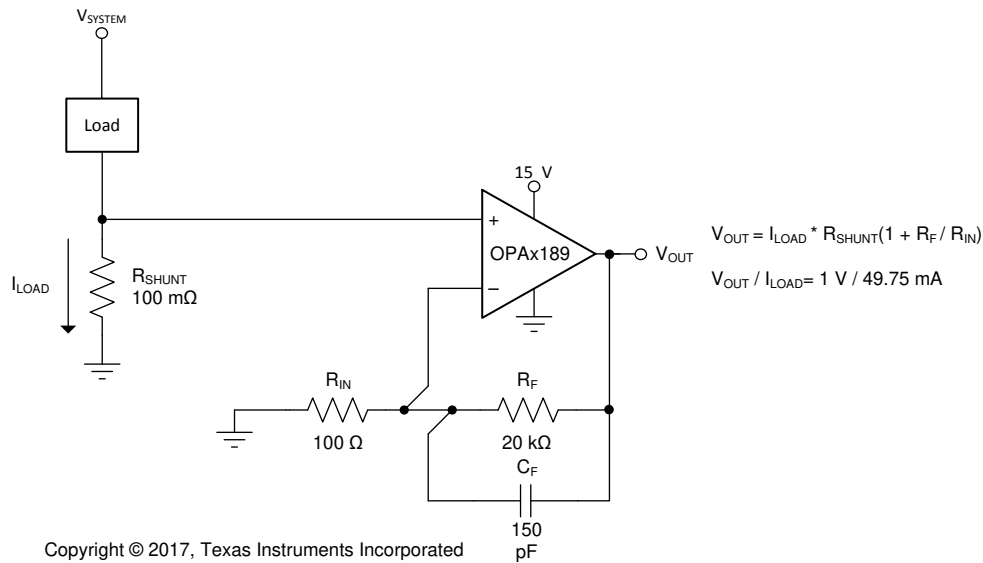 VSYSTEM
Load
15 V
+
OPAx189
−
VOUT
VOUT = ILOAD * RSHUNT(1 + RF / RIN)
VOUT / ILOAD= 1 V / 49.75 mA
ILOAD
RSHUNT
100 mΩ
RIN
100 Ω
RF
20 kΩ
CF
150
pF
Copyright © 2017, Texas Instruments Incorporated